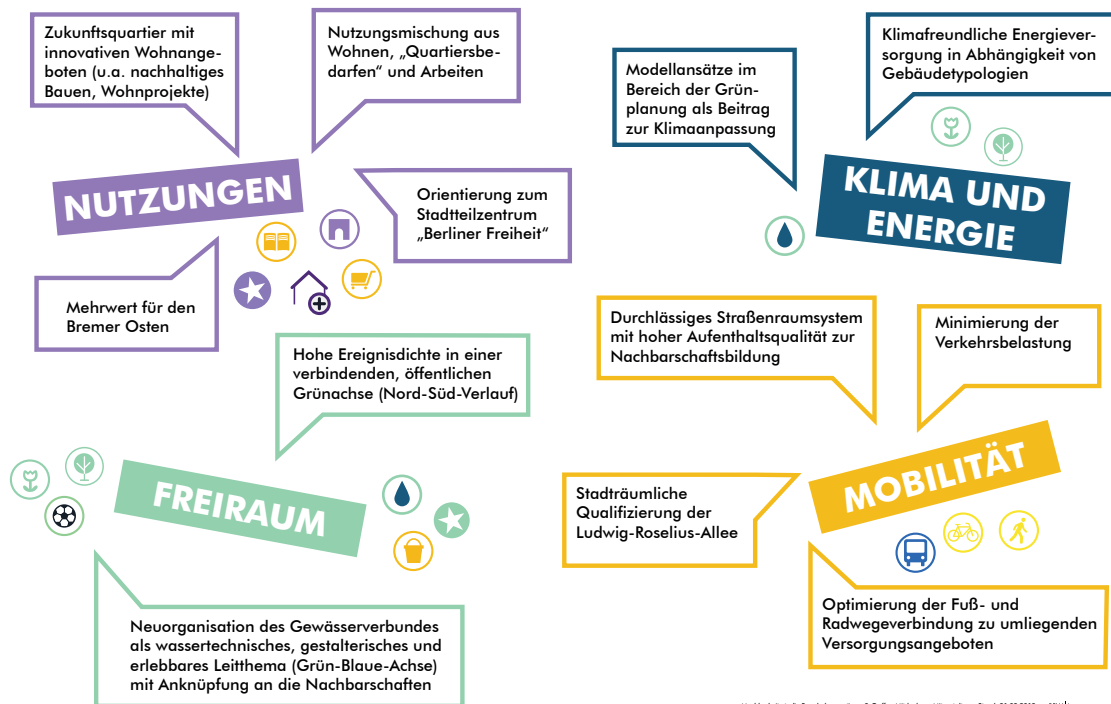 Zukunftsquartier mit
innovativen Wohnange-
boten (u.a. nachhaltiges
Bauen, Wohnprojekte)
Nutzungsmischung aus
Wohnen, „Quartiersbe-
darfen“ und Arbeiten
NUTZUNGEN
Orientierung zum
Stadtteilzentrum
„Berliner Freiheit“
Mehrwert für den
Bremer Osten
Modellansätze im
Bereich der Grün-
planung als Beitrag
zur Klimaanpassung
Klimafreundliche Energiever-
sorgung in Abhängigkeit von
Gebäudetypologien
KLIMA UND
ENERGIE
Hohe Ereignisdichte in einer
verbindenden, öffentlichen
Grünachse (Nord-Süd-Verlauf)
FREIRAUM
Neuorganisation des Gewässerverbundes
als wassertechnisches, gestalterisches und
erlebbares Leitthema (Grün-Blaue-Achse)
mit Anknüpfung an die Nachbarschaften
Durchlässiges Straßenraumsystem
mit hoher Aufenthaltsqualität zur
Nachbarschaftsbildung
Minimierung der
Verkehrsbelastung
MOBILITÄT
Stadträumliche
Qualifizierung der
Ludwig-Roselius-Allee
Optimierung der Fuß- und
Radwegeverbindung zu umliegenden
Versorgungsangeboten